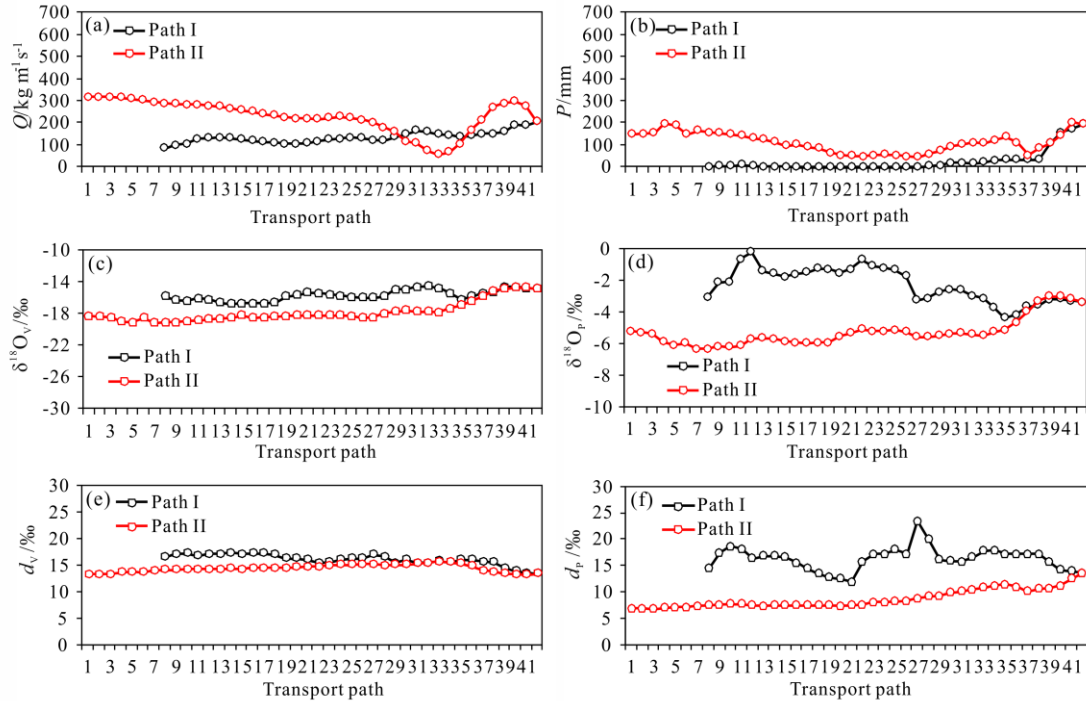 (a)
Path I
Path II
Q/kg m⁻¹s⁻¹
700
600
500
400
300
200
100
0
1 3 5 7 9 11 13 15 17 19 21 23 25 27 29 31 33 35 37 39 41
Transport path
(b)
Path I
Path II
P/mm
700
600
500
400
300
200
100
0
1 3 5 7 9 11 13 15 17 19 21 23 25 27 29 31 33 35 37 39 41
Transport path
(c)
Path I
Path II
δ¹⁸Oᵥ/‰
-10
-14
-18
-22
-26
-30
1 3 5 7 9 11 13 15 17 19 21 23 25 27 29 31 33 35 37 39 41
Transport path
(d)
Path I
Path II
δ¹⁸Oₚ/‰
0
-2
-4
-6
-8
-10
1 3 5 7 9 11 13 15 17 19 21 23 25 27 29 31 33 35 37 39 41
Transport path
(e)
Path I
Path II
dᵥ/‰
30
25
20
15
10
5
0
1 3 5 7 9 11 13 15 17 19 21 23 25 27 29 31 33 35 37 39 41
Transport path
(f)
Path I
Path II
dₚ/‰
30
25
20
15
10
5
0
1 3 5 7 9 11 13 15 17 19 21 23 25 27 29 31 33 35 37 39 41
Transport path